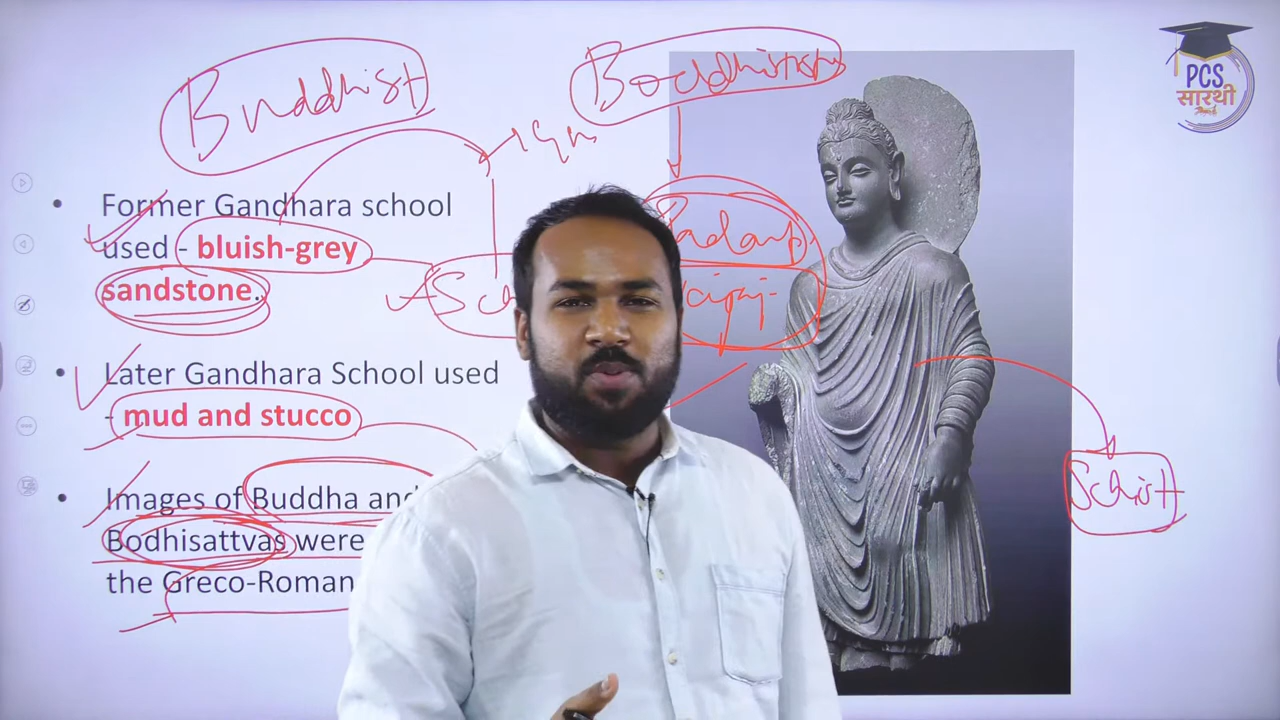 Buddhist
PCS
सारथी
• Former Gandhara school
used - bluish-grey
sandstone.
Schist
• Later Gandhara School used
- mud and stucco
• Images of Buddha and
Bodhisattvas were
the Greco-Roman